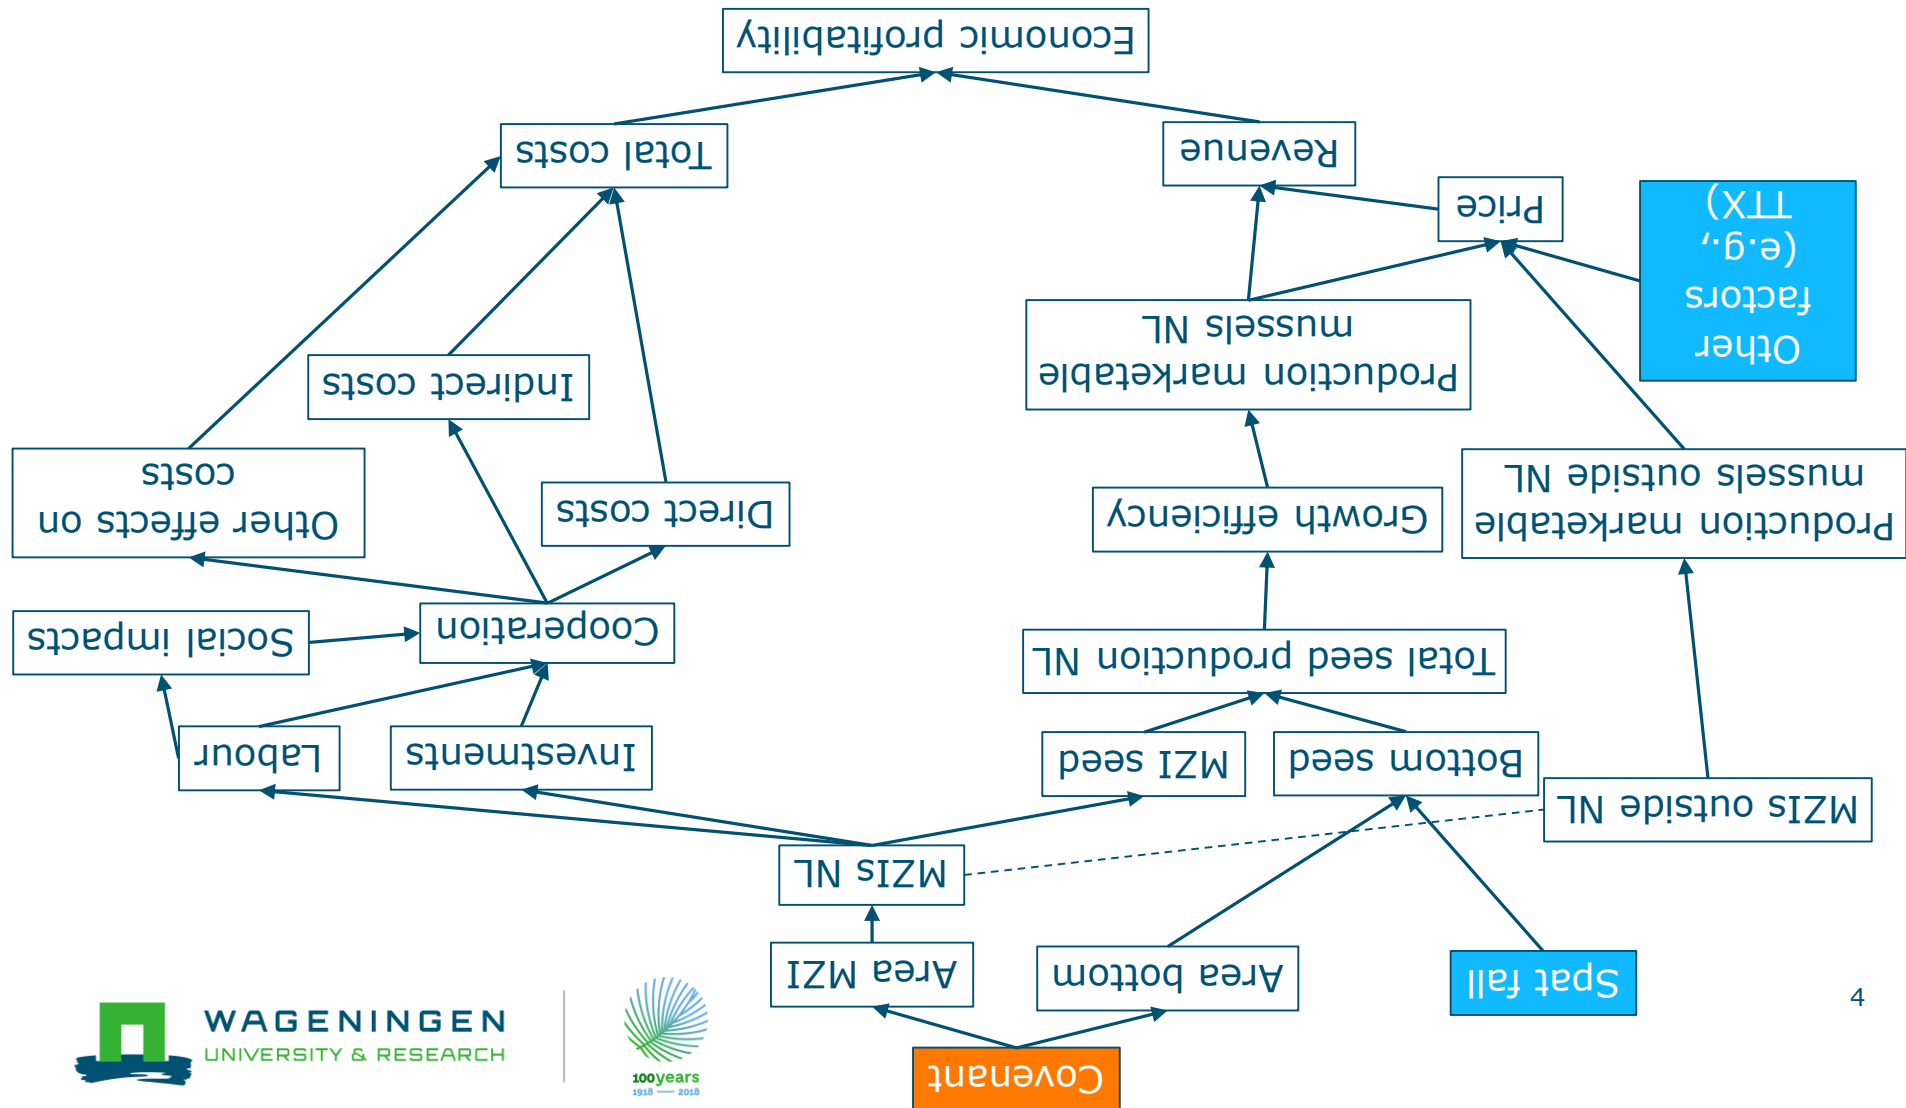 Covenant
Spat fall
Area bottom
Area MZI
MZIs NL
MZIs outside NL
Bottom seed
MZI seed
Investments
Labour
Total seed production NL
Cooperation
Social impacts
Production marketable
mussels outside NL
Growth efficiency
Direct costs
Other effects on
costs
Other
factors
(e.g.,
TTX)
Production marketable
mussels NL
Indirect costs
Price
Revenue
Total costs
Economic profitability
WAGENINGEN
UNIVERSITY & RESEARCH
100years
1918 — 2018
4